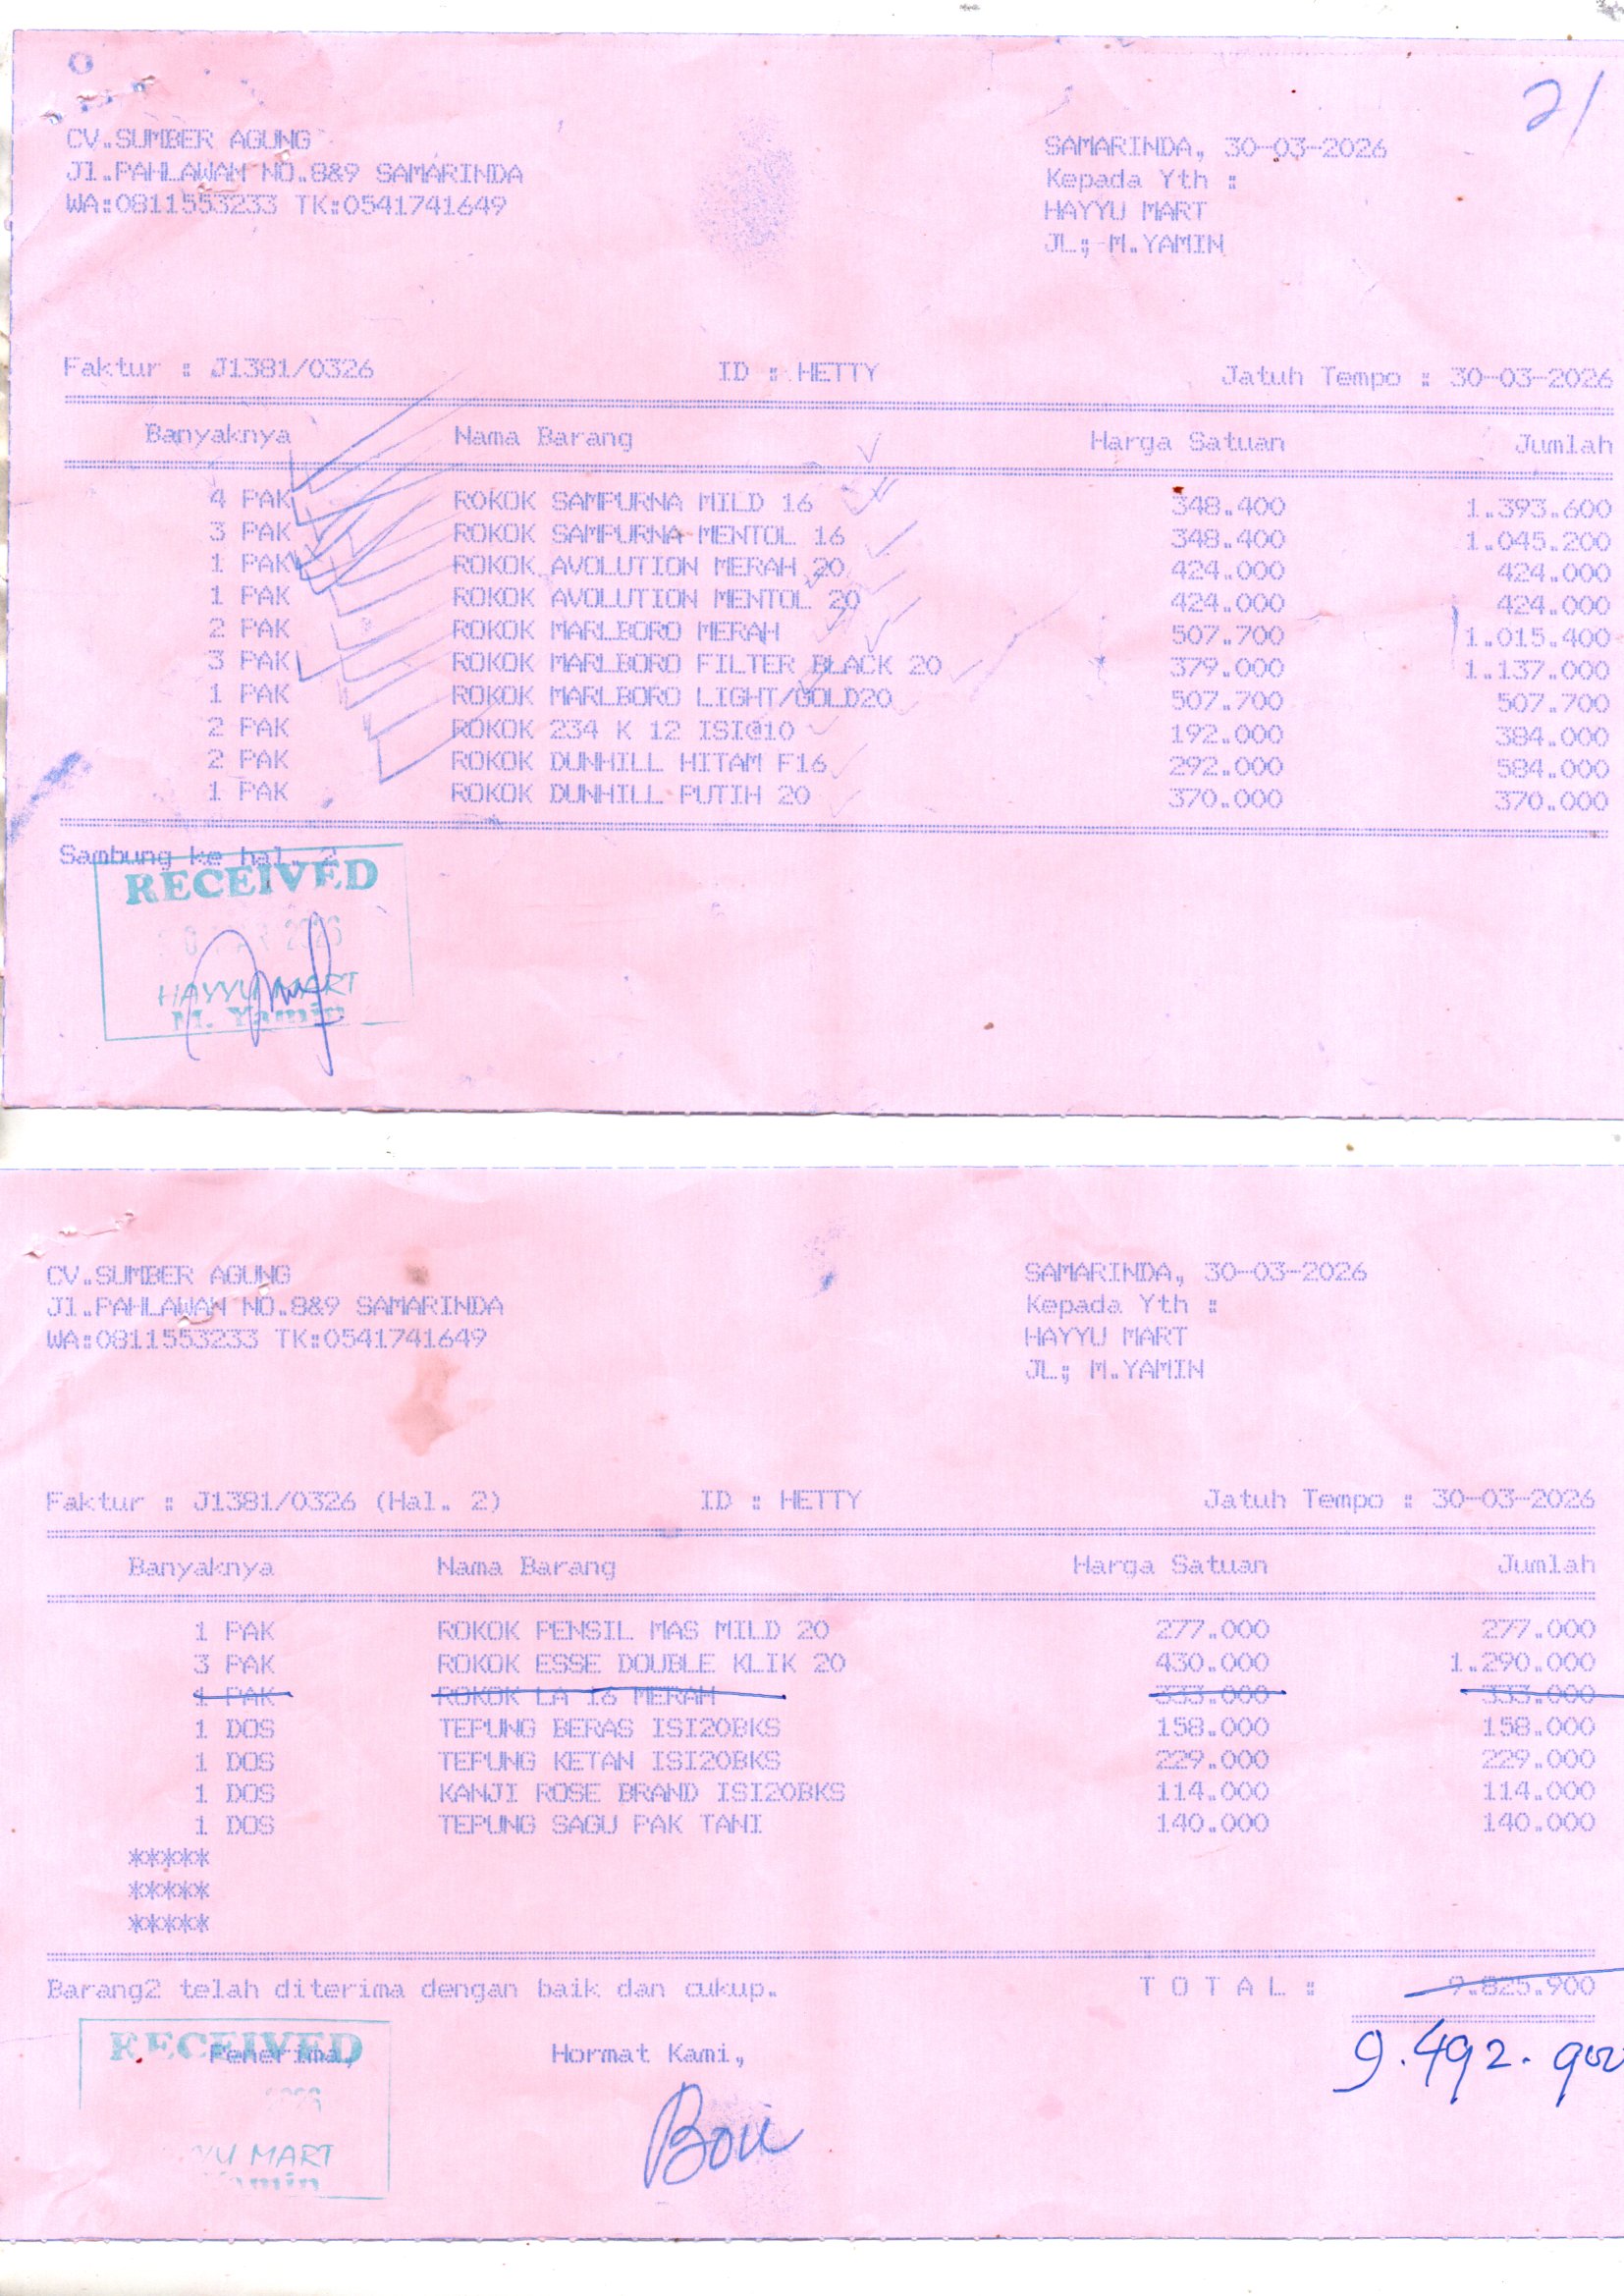 21
CV.SUMBER AGUNG
Jl.PAHLAWAN NO.8&9 SAMARINDA
WA:0811553233 TK:0541741649
SAMARINDA, 30-03-2026
Kepada Yth :
HAYYU MART
JL; M.YAMIN
Faktur : J1381/0326 ID : HETTY Jatuh Tempo : 30-03-2026
Banyaknya Nama Barang Harga Satuan Jumlah
4 PAK ROKOK SAMPURNA MILD 16 348.400 1.393.600
3 PAK ROKOK SAMPURNA MENTOL 16 348.400 1.045.200
1 PAK ROKOK AVOLUTION MERAH 20 424.000 424.000
1 PAK ROKOK AVOLUTION MENTOL 20 424.000 424.000
2 PAK ROKOK MARLBORO MERAH 507.700 1.015.400
3 PAK ROKOK MARLBORO FILTER BLACK 20 379.000 1.137.000
1 PAK ROKOK MARLBORO LIGHT/GOLD20 507.700 507.700
2 PAK ROKOK 234 K 12 ISI@10 192.000 384.000
2 PAK ROKOK DUNHILL HITAM F16 292.000 584.000
1 PAK ROKOK DUNHILL PUTIH 20 370.000 370.000
Sambung ke hal. 2
RECEIVED
2026
HAYYU MART
M. Yamin
CV.SUMBER AGUNG
Jl.PAHLAWAN NO.8&9 SAMARINDA
WA:0811553233 TK:0541741649
SAMARINDA, 30-03-2026
Kepada Yth :
HAYYU MART
JL; M.YAMIN
Faktur : J1381/0326 (Hal. 2) ID : HETTY Jatuh Tempo : 30-03-2026
Banyaknya Nama Barang Harga Satuan Jumlah
1 PAK ROKOK PENSIL MAS MILD 20 277.000 277.000
3 PAK ROKOK ESSE DOUBLE KLIK 20 430.000 1.290.000
1 PAK ROKOK LA 16 MERAH 333.000 333.000
1 DOS TEPUNG BERAS ISI20BKS 158.000 158.000
1 DOS TEPUNG KETAN ISI20BKS 229.000 229.000
1 DOS KANJI ROSE BRAND ISI20BKS 114.000 114.000
1 DOS TEPUNG SAGU PAK TANI 140.000 140.000
*****
*****
*****
Barang2 telah diterima dengan baik dan cukup. T O T A L : 9.825.900
9.492.900
RECEIVED
Penerima, Hormat Kami,
YU MART